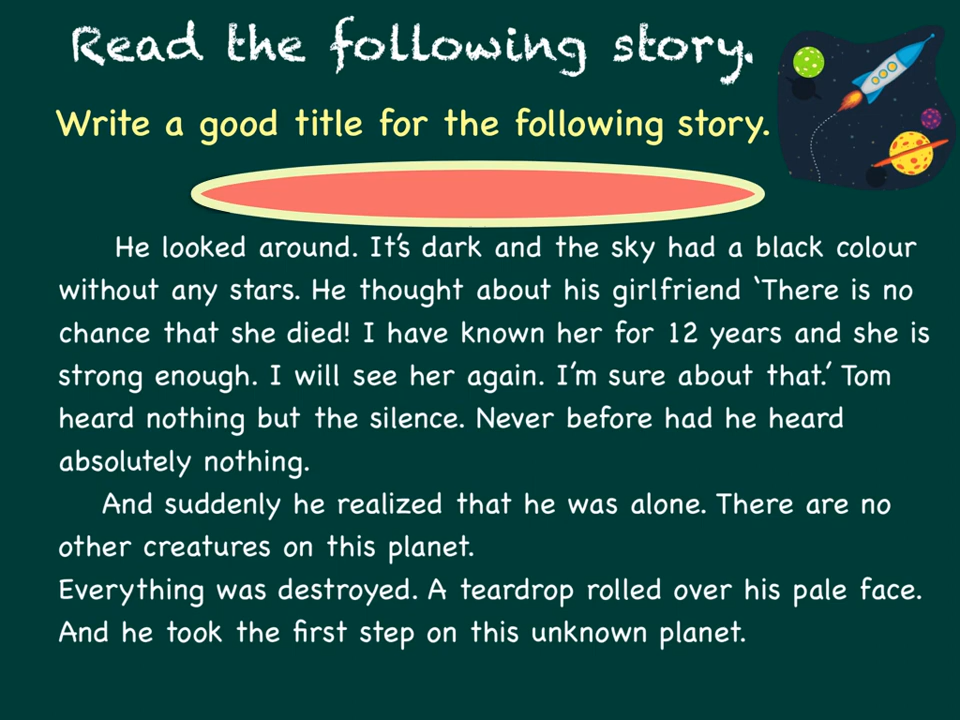 Read the following story.
Write a good title for the following story.
He looked around. It's dark and the sky had a black colour
without any stars. He thought about his girlfriend 'There is no
chance that she died! I have known her for 12 years and she is
strong enough. I will see her again. I'm sure about that.' Tom
heard nothing but the silence. Never before had he heard
absolutely nothing.
And suddenly he realized that he was alone. There are no
other creatures on this planet.
Everything was destroyed. A teardrop rolled over his pale face.
And he took the first step on this unknown planet.